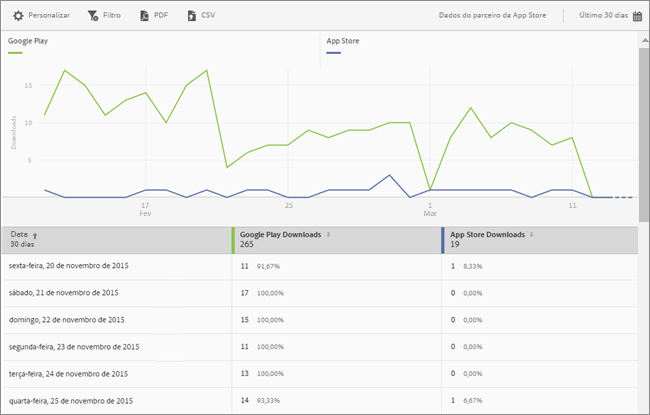 Personalizar Filtro PDF CSV Dados do parceiro da App Store Último 30 dias
Google Play App Store
15
10
5
Downloads
17 25 1 11
Fev Mar
Data Google Play Downloads App Store Downloads
30 dias 265 19
sexta-feira, 20 de novembro de 2015 11 91,67% 1 8,33%
sábado, 21 de novembro de 2015 17 100,00% 0 0,00%
domingo, 22 de novembro de 2015 15 100,00% 0 0,00%
segunda-feira, 23 de novembro de 2015 11 100,00% 0 0,00%
terça-feira, 24 de novembro de 2015 13 100,00% 0 0,00%
quarta-feira, 25 de novembro de 2015 14 93,33% 1 6,67%